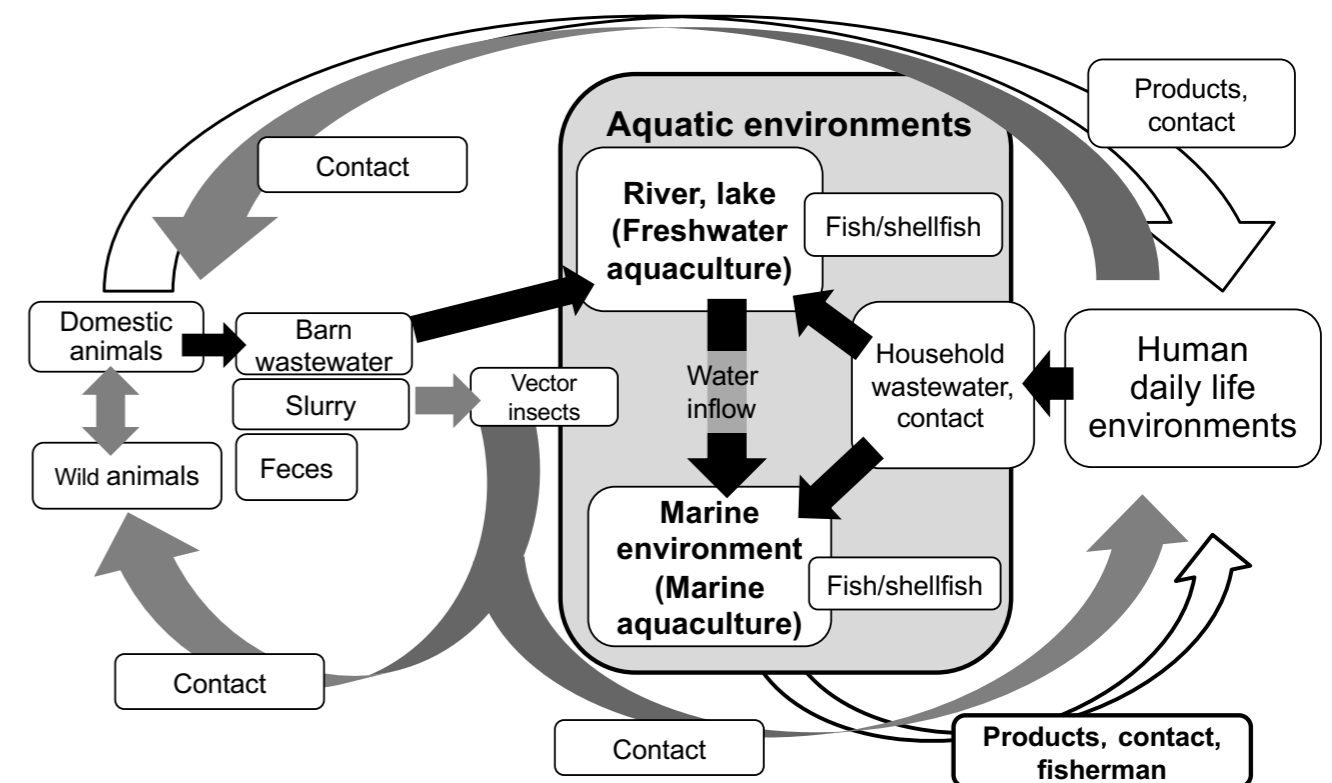 Products,
contact
Aquatic environments
Contact
River, lake
(Freshwater
aquaculture)
Fish/shellfish
Domestic
animals
Barn
wastewater
Slurry
Feces
Vector
insects
Wild animals
Water
inflow
Household
wastewater,
contact
Human
daily life
environments
Marine
environment
(Marine
aquaculture)
Fish/shellfish
Contact
Contact
Products, contact,
fisherman